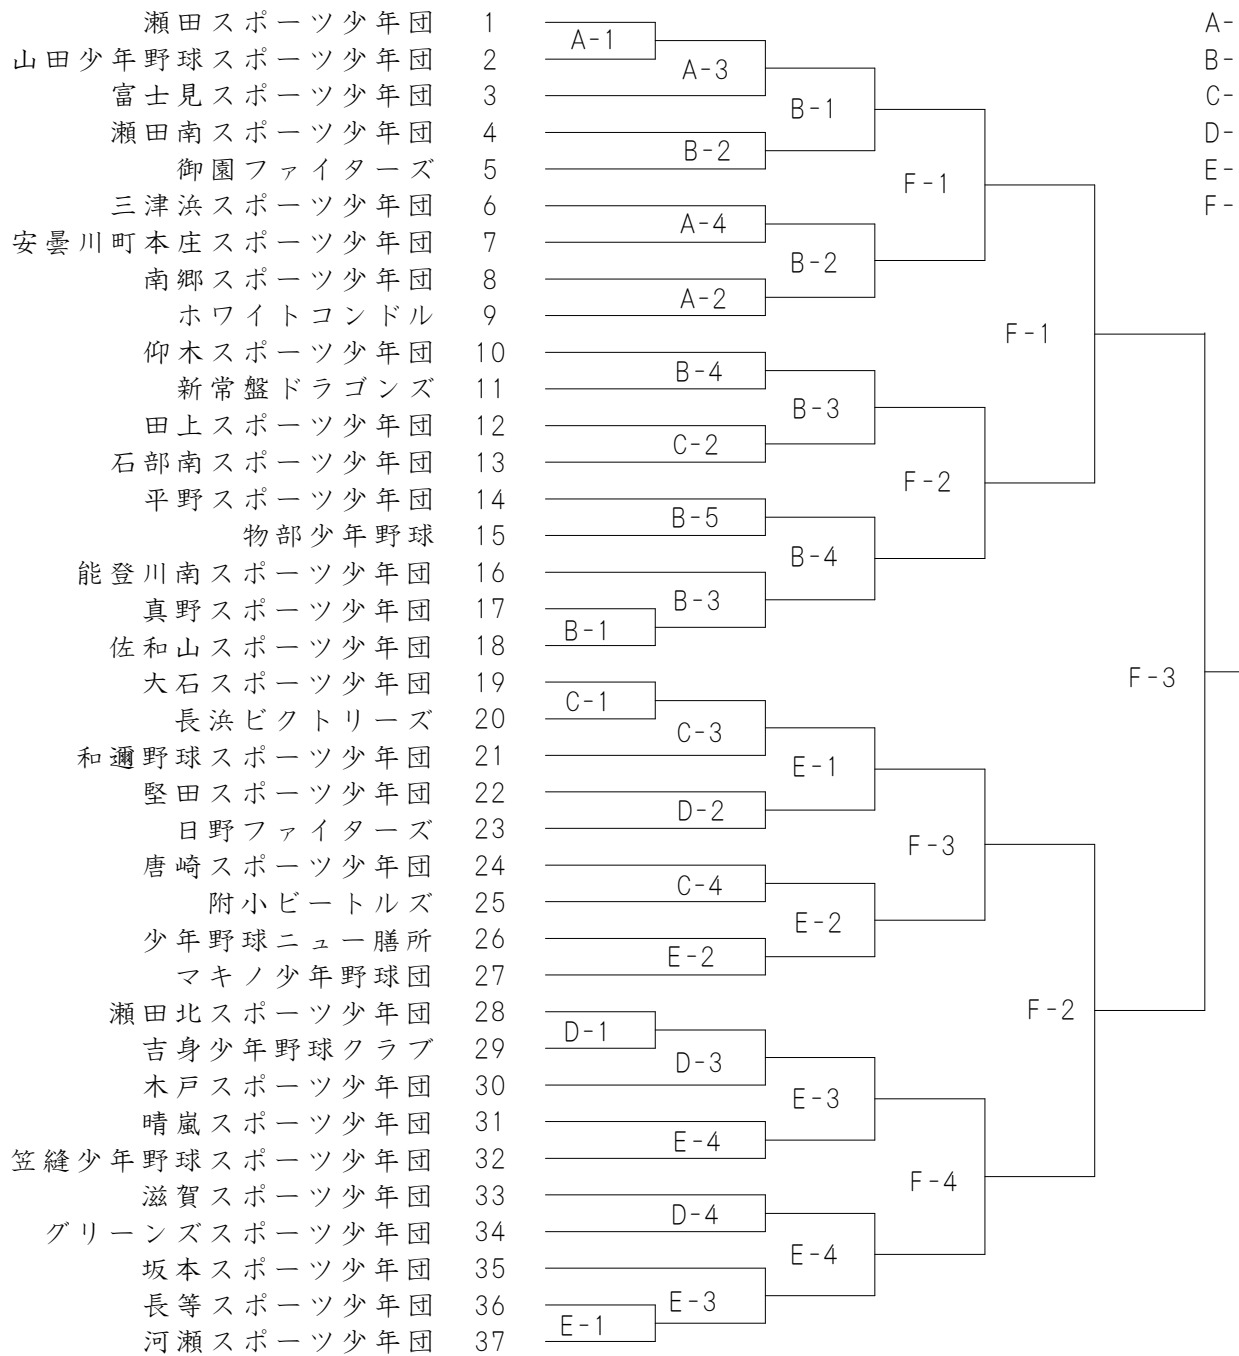 瀬田スポーツ少年団 1
山田少年野球スポーツ少年団 2
富士見スポーツ少年団 3
瀬田南スポーツ少年団 4
御園ファイターズ 5
三津浜スポーツ少年団 6
安曇川町本庄スポーツ少年団 7
南郷スポーツ少年団 8
ホワイトコンドル 9
仰木スポーツ少年団 10
新常盤ドラゴンズ 11
田上スポーツ少年団 12
石部南スポーツ少年団 13
平野スポーツ少年団 14
物部少年野球 15
能登川南スポーツ少年団 16
真野スポーツ少年団 17
佐和山スポーツ少年団 18
大石スポーツ少年団 19
長浜ビクトリーズ 20
和邇野球スポーツ少年団 21
堅田スポーツ少年団 22
日野ファイターズ 23
唐崎スポーツ少年団 24
附小ビートルズ 25
少年野球ニュー膳所 26
マキノ少年野球団 27
瀬田北スポーツ少年団 28
吉身少年野球クラブ 29
木戸スポーツ少年団 30
晴嵐スポーツ少年団 31
笠縫少年野球スポーツ少年団 32
滋賀スポーツ少年団 33
グリーンズスポーツ少年団 34
坂本スポーツ少年団 35
長等スポーツ少年団 36
河瀬スポーツ少年団 37
A-1
B-1
C-1
D-1
E-1
A-3
B-2
A-4
A-2
B-4
C-2
B-5
B-3
C-3
D-2
C-4
E-2
D-3
E-4
D-4
E-3
B-1
B-2
B-3
B-4
E-1
E-2
E-3
E-4
F-1
F-2
F-3
F-4
F-1
F-2
F-3
A-
B-
C-
D-
E-
F-